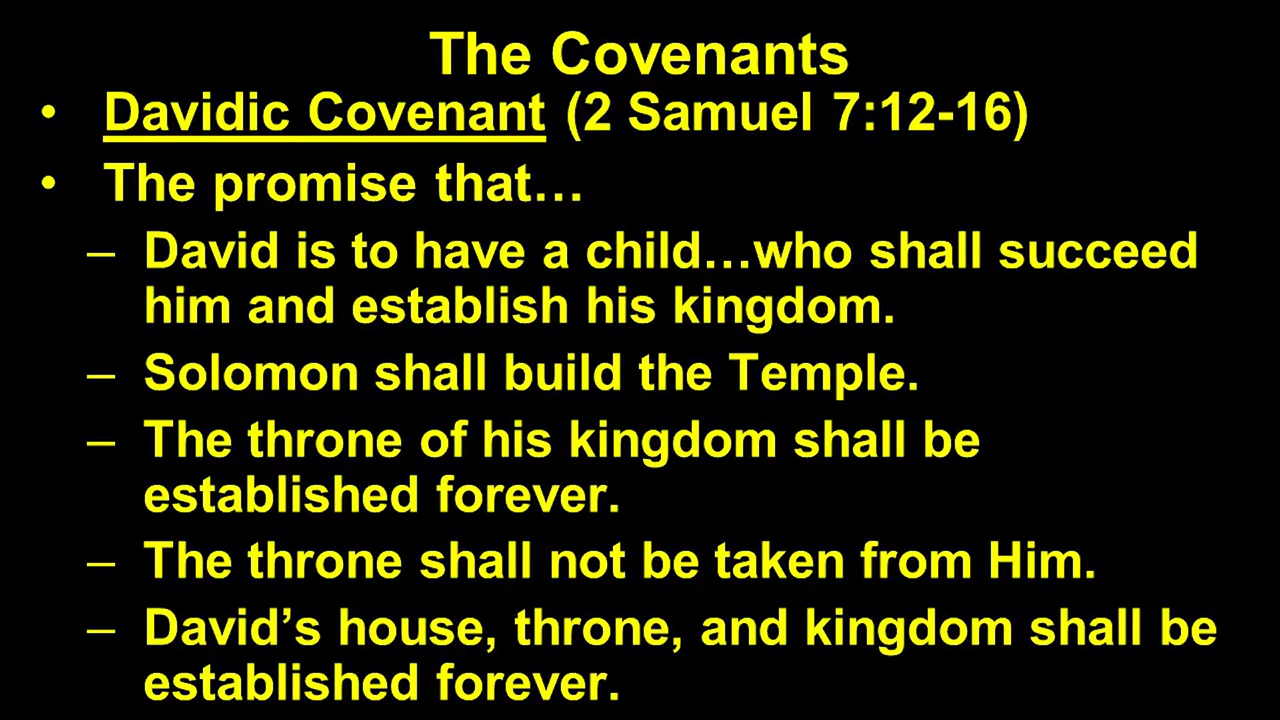 The Covenants
• Davidic Covenant (2 Samuel 7:12-16)
• The promise that…
– David is to have a child…who shall succeed
him and establish his kingdom.
– Solomon shall build the Temple.
– The throne of his kingdom shall be
established forever.
– The throne shall not be taken from Him.
– David’s house, throne, and kingdom shall be
established forever.